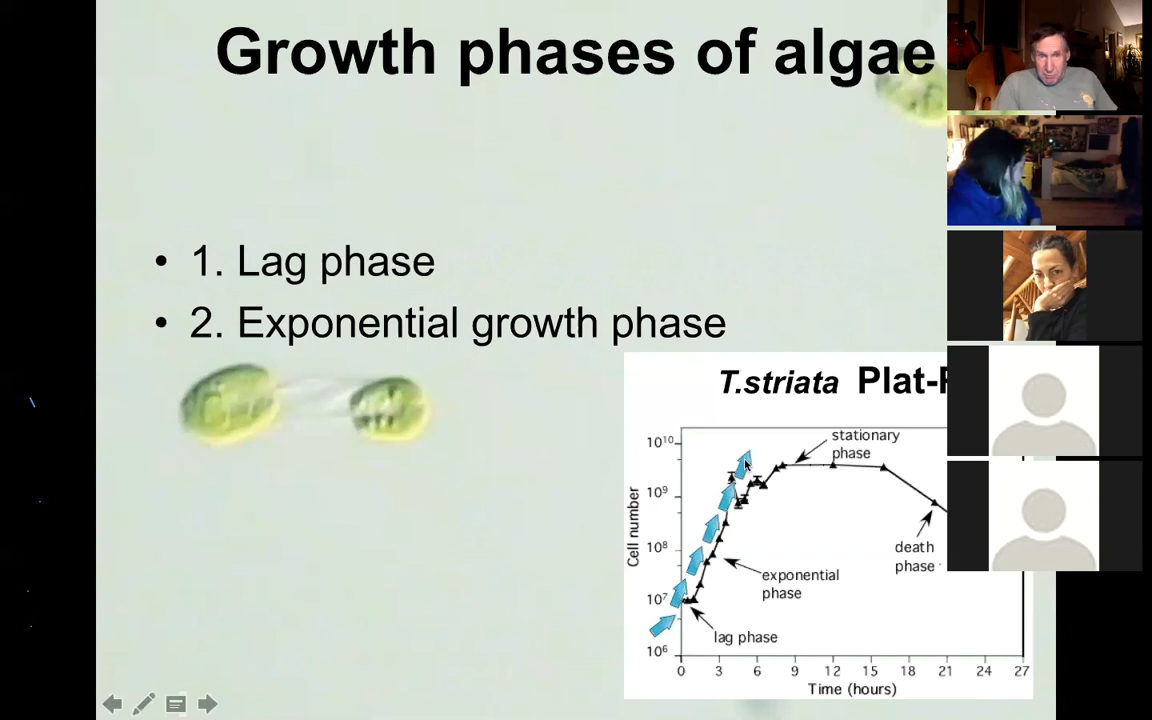 Growth phases of algae
• 1. Lag phase
• 2. Exponential growth phase
T.striata Plat-
stationary
phase
10¹⁰
10⁹
10⁸
10⁷
10⁶
Cell number
death
phase
exponential
phase
lag phase
0 3 6 9 12 15 18 21 24 27
Time (hours)